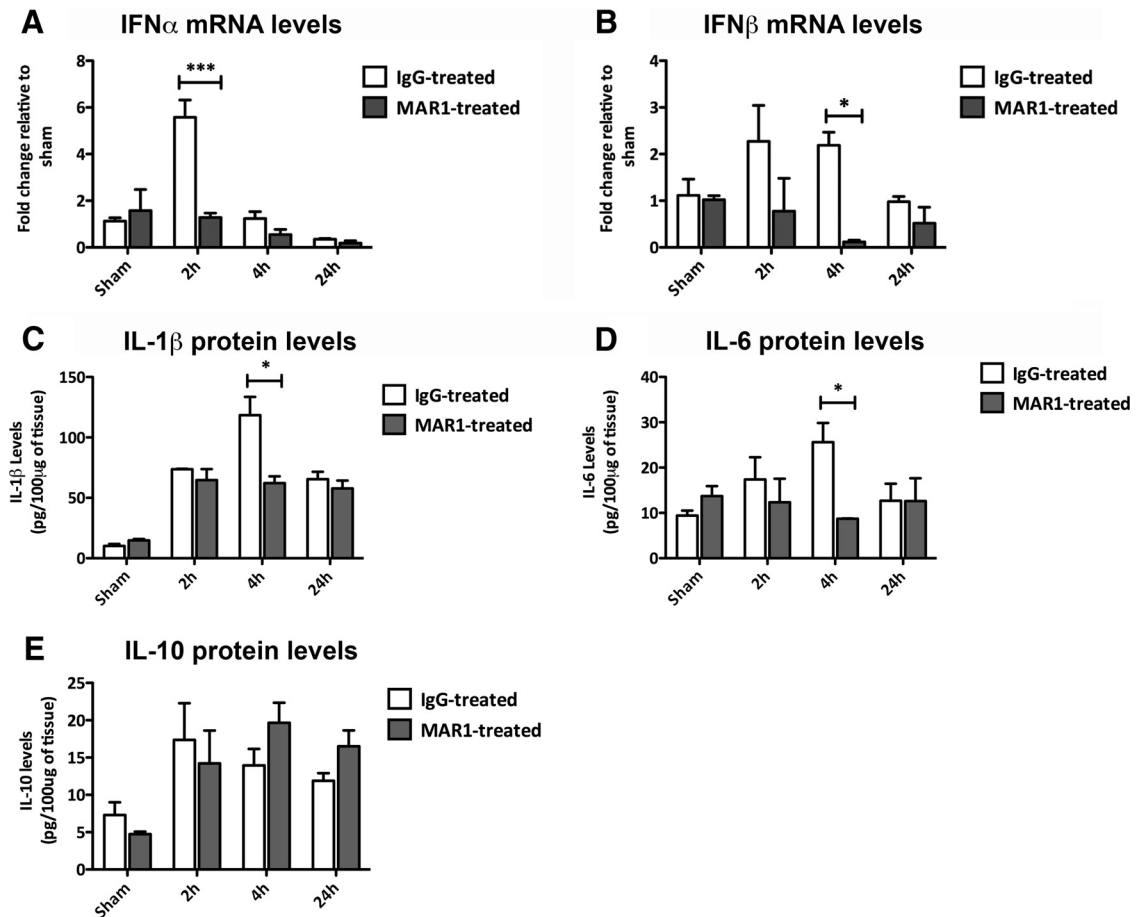 A
IFNα mRNA levels
Fold change relative to
sham
8
6
4
2
0
***
Sham
2h
4h
24h
IgG-treated
MAR1-treated
B
IFNβ mRNA levels
Fold change relative to
sham
4
3
2
1
0
*
Sham
2h
4h
24h
IgG-treated
MAR1-treated
C
IL-1β protein levels
IL-1β Levels
(pg/100µg of tissue)
150
100
50
0
*
Sham
2h
4h
24h
IgG-treated
MAR1-treated
D
IL-6 protein levels
IL-6 Levels
(pg/100µg of tissue)
40
30
20
10
0
*
Sham
2h
4h
24h
IgG-treated
MAR1-treated
E
IL-10 protein levels
IL-10 levels
(pg/100ug of tissue)
25
20
15
10
5
0
Sham
2h
4h
24h
IgG-treated
MAR1-treated